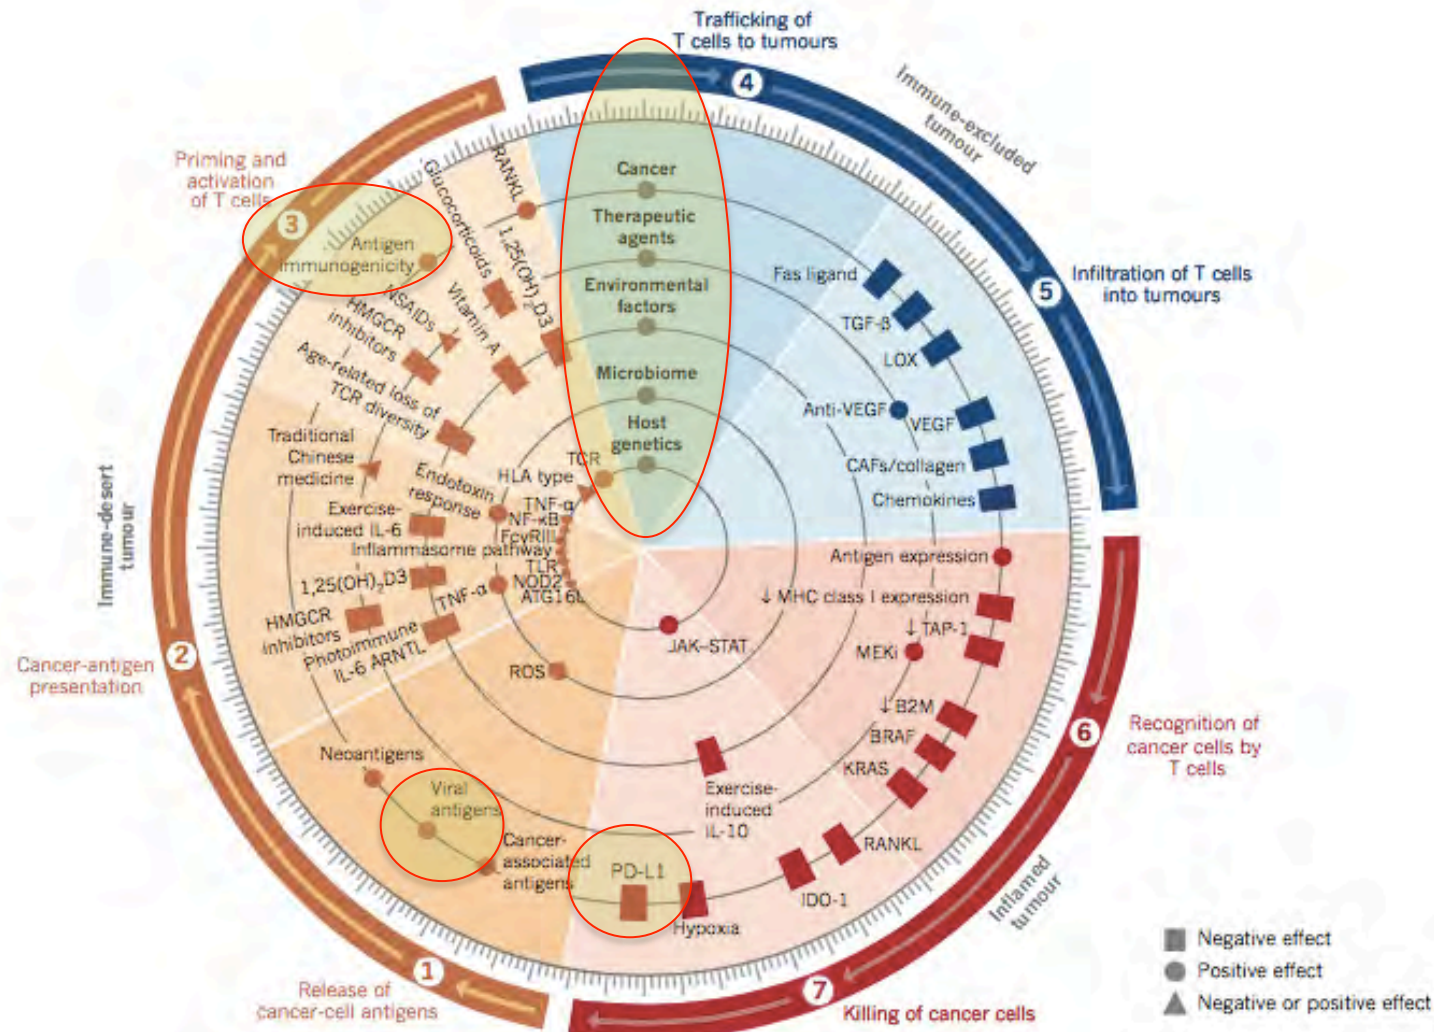 Trafficking of
T cells to tumours
4
Immune-excluded
tumour
5
Infiltration of T cells
into tumours
Priming and
activation
of T cells
3
Cancer
Therapeutic
agents
Environmental
factors
Microbiome
Host
genetics
RANKL
Glucocorticoids
1,25(OH)2D3
Antigen
immunogenicity
NSAIDs
Vitamin A
HMGCR
inhibitors
Age-related loss of
TCR diversity
Fas ligand
TGF-β
LOX
Anti-VEGF
VEGF
CAFs/collagen
Chemokines
Traditional
Chinese
medicine
Endotoxin
response
TCR
HLA type
TNF-α
NF-κB
FcγRIII
Inflammasome pathway
TLR
NOD2
ATG16L
Exercise-
induced IL-6
1,25(OH)2D3
TNF-α
HMGCR
inhibitors
Photoimmune
IL-6 ARNTL
Immune-desert
tumour
2
Cancer-antigen
presentation
Antigen expression
↓ MHC class I expression
↓ TAP-1
MEKi
JAK–STAT
ROS
↓ B2M
BRAF
KRAS
6
Recognition of
cancer cells by
T cells
Neoantigens
Viral
antigens
Cancer-
associated
antigens
Exercise-
induced
IL-10
PD-L1
Hypoxia
IDO-1
RANKL
Inflamed
tumour
1
Release of
cancer-cell antigens
7
Killing of cancer cells
Negative effect
Positive effect
Negative or positive effect